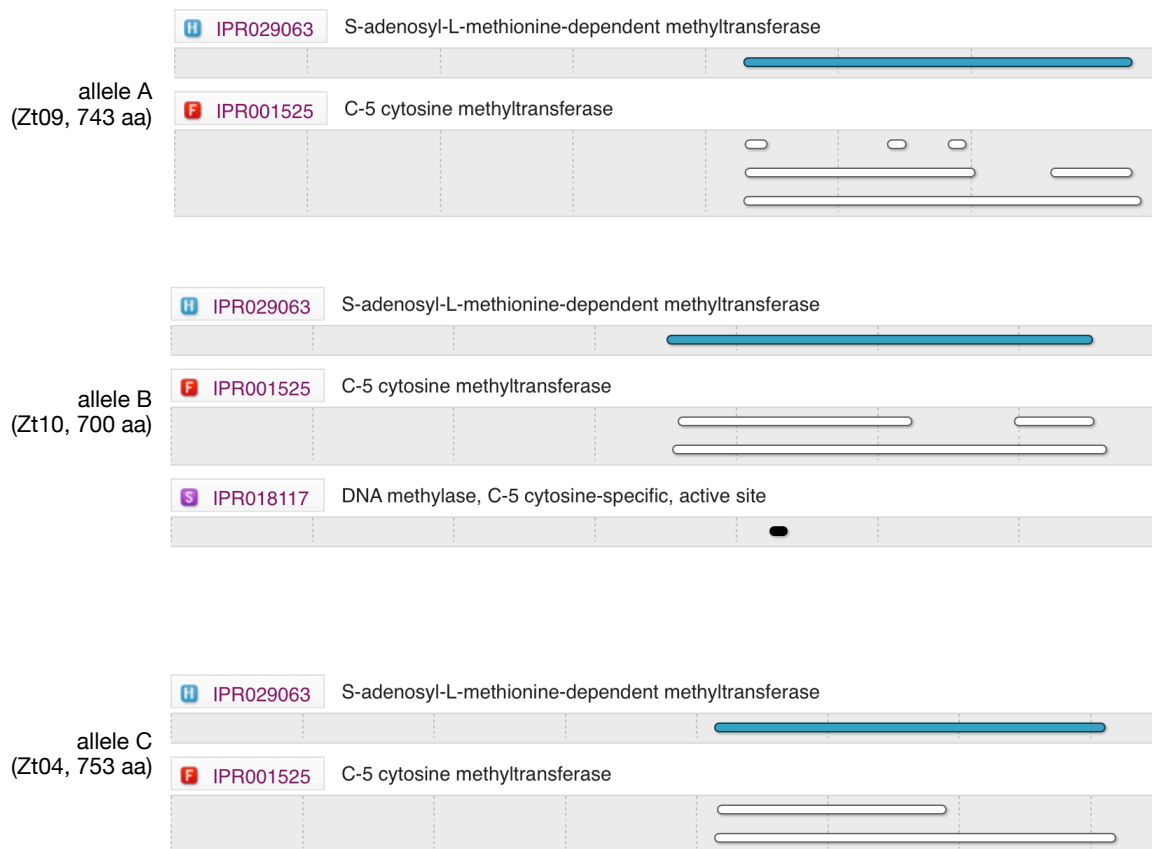 H IPR029063 S-adenosyl-L-methionine-dependent methyltransferase
allele A
(Zt09, 743 aa)
F IPR001525 C-5 cytosine methyltransferase
H IPR029063 S-adenosyl-L-methionine-dependent methyltransferase
F IPR001525 C-5 cytosine methyltransferase
allele B
(Zt10, 700 aa)
S IPR018117 DNA methylase, C-5 cytosine-specific, active site
H IPR029063 S-adenosyl-L-methionine-dependent methyltransferase
allele C
(Zt04, 753 aa)
F IPR001525 C-5 cytosine methyltransferase